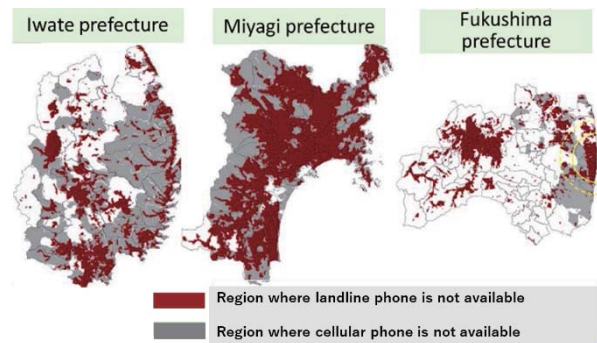 Iwate prefecture
Miyagi prefecture
Fukushima
prefecture
Region where landline phone is not available
Region where cellular phone is not available